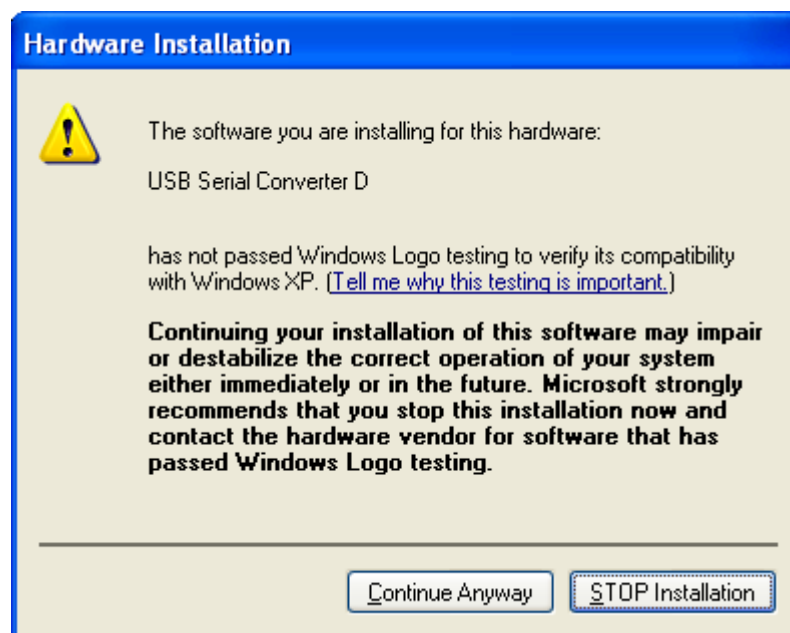 Hardware Installation
The software you are installing for this hardware:
USB Serial Converter D
has not passed Windows Logo testing to verify its compatibility
with Windows XP. (Tell me why this testing is important.)
Continuing your installation of this software may impair
or destabilize the correct operation of your system
either immediately or in the future. Microsoft strongly
recommends that you stop this installation now and
contact the hardware vendor for software that has
passed Windows Logo testing.
Continue Anyway
STOP Installation